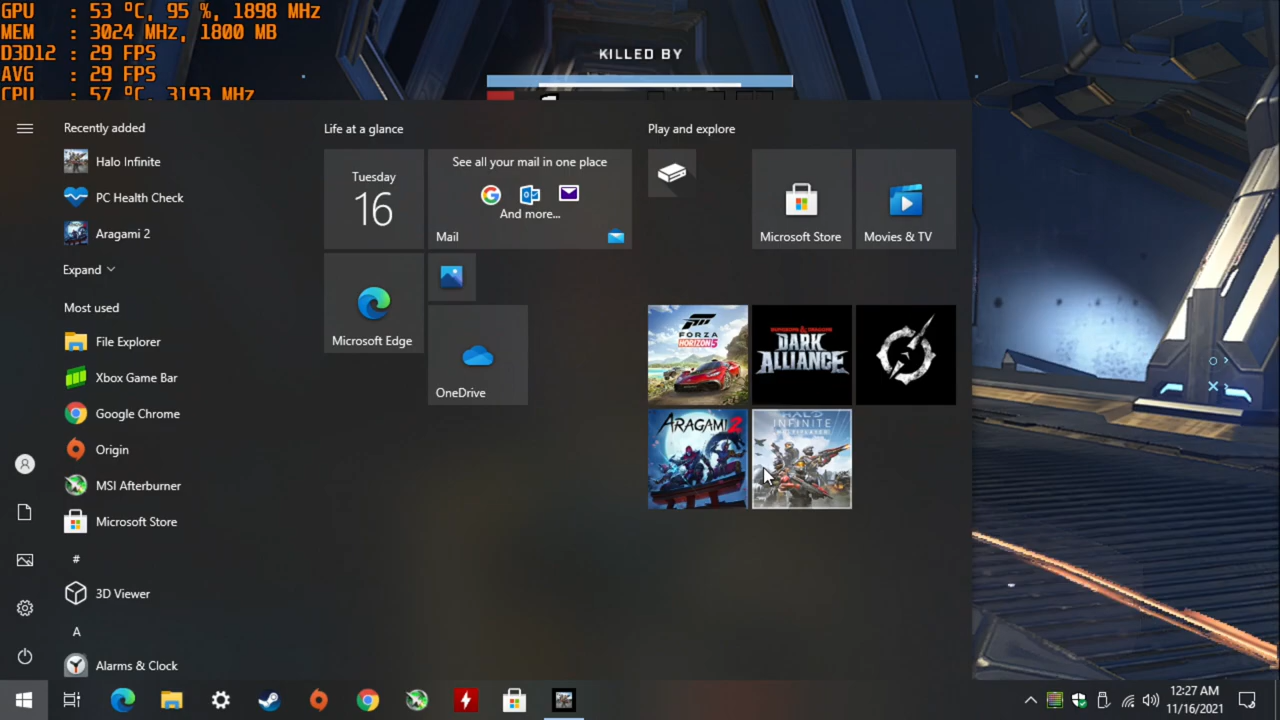 GPU : 53 ºC, 95 %, 1898 MHz
MEM : 3024 MHz, 1800 MB
D3D12 : 29 FPS
AVG : 29 FPS
CPU : 57 ºC, 3193 MHz
KILLED BY
Recently added
Halo Infinite
PC Health Check
Aragami 2
Expand
Most used
File Explorer
Xbox Game Bar
Google Chrome
Origin
MSI Afterburner
Microsoft Store
#
3D Viewer
A
Alarms & Clock
Life at a glance
Tuesday
16
See all your mail in one place
And more...
Mail
Microsoft Edge
OneDrive
Play and explore
Microsoft Store
Movies & TV
FORZA
HORIZON 5
DUNGEONS & DRAGONS
DARK
ALLIANCE
ARAGAMI 2
HALO
INFINITE
MULTIPLAYER
12:27 AM
11/16/2021